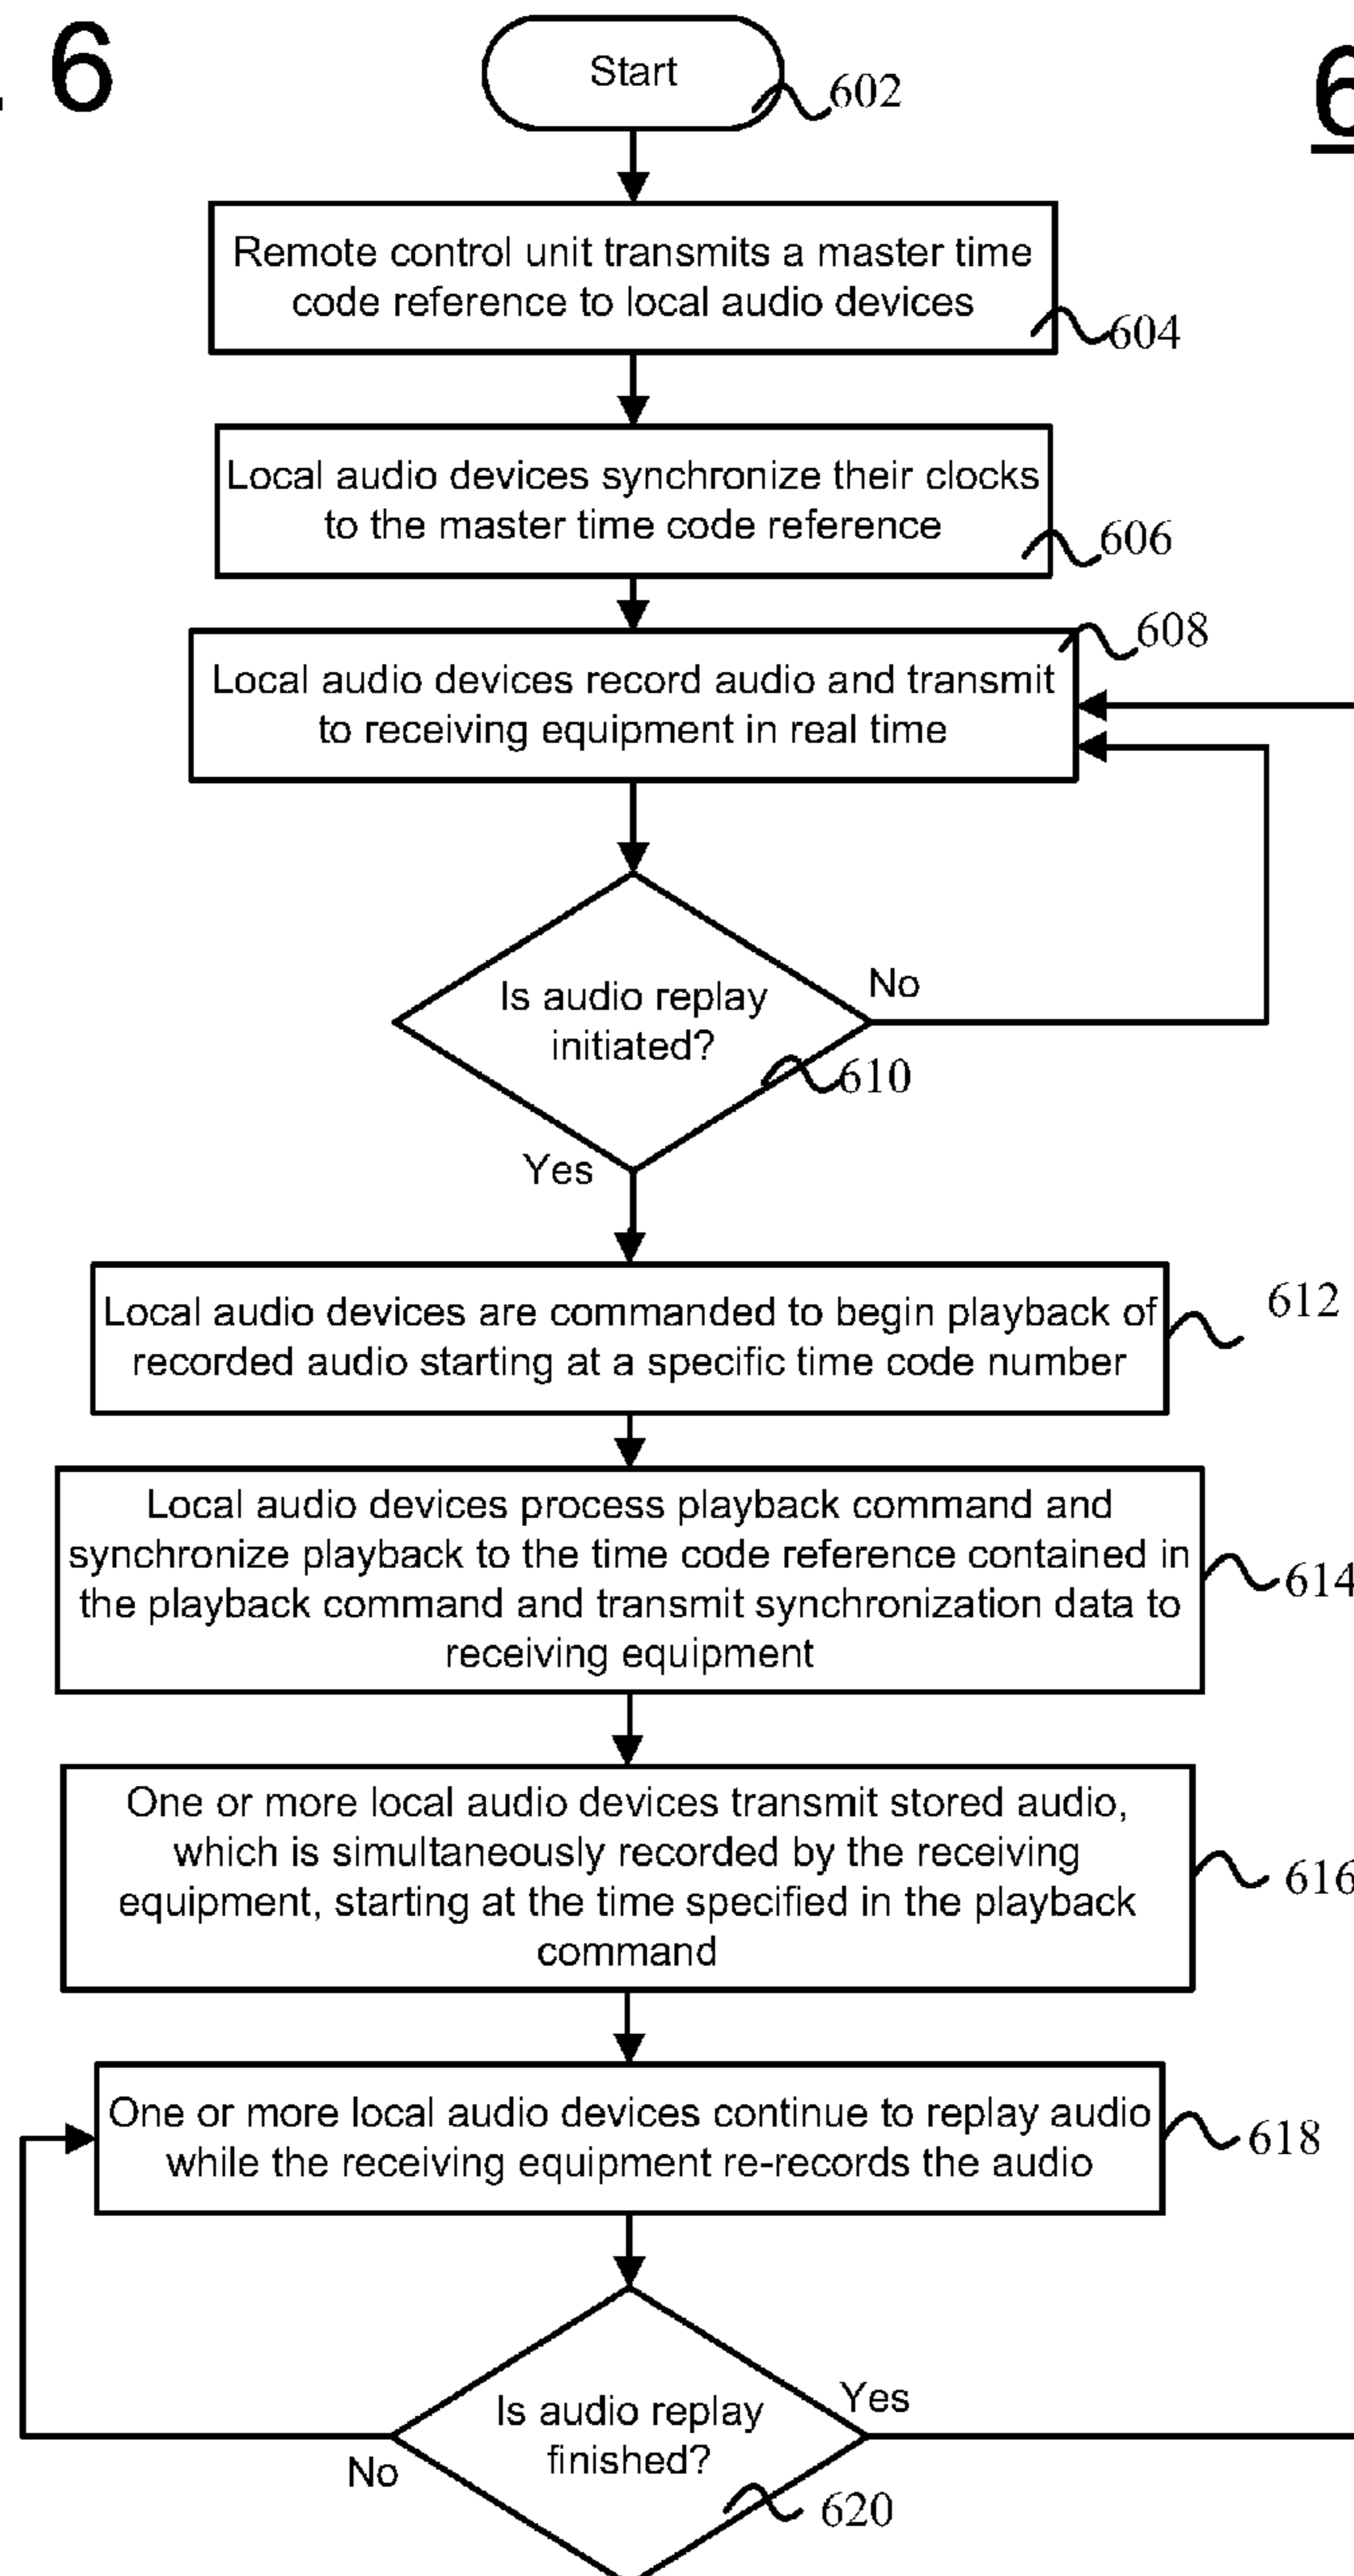 . 6
Start
602
6
Remote control unit transmits a master time
code reference to local audio devices
604
Local audio devices synchronize their clocks
to the master time code reference
606
608
Local audio devices record audio and transmit
to receiving equipment in real time
Is audio replay
initiated?
No
610
Yes
Local audio devices are commanded to begin playback of
recorded audio starting at a specific time code number
612
Local audio devices process playback command and
synchronize playback to the time code reference contained in
the playback command and transmit synchronization data to
receiving equipment
614
One or more local audio devices transmit stored audio,
which is simultaneously recorded by the receiving
equipment, starting at the time specified in the playback
command
616
One or more local audio devices continue to replay audio
while the receiving equipment re-records the audio
618
Is audio replay
finished?
Yes
No
620